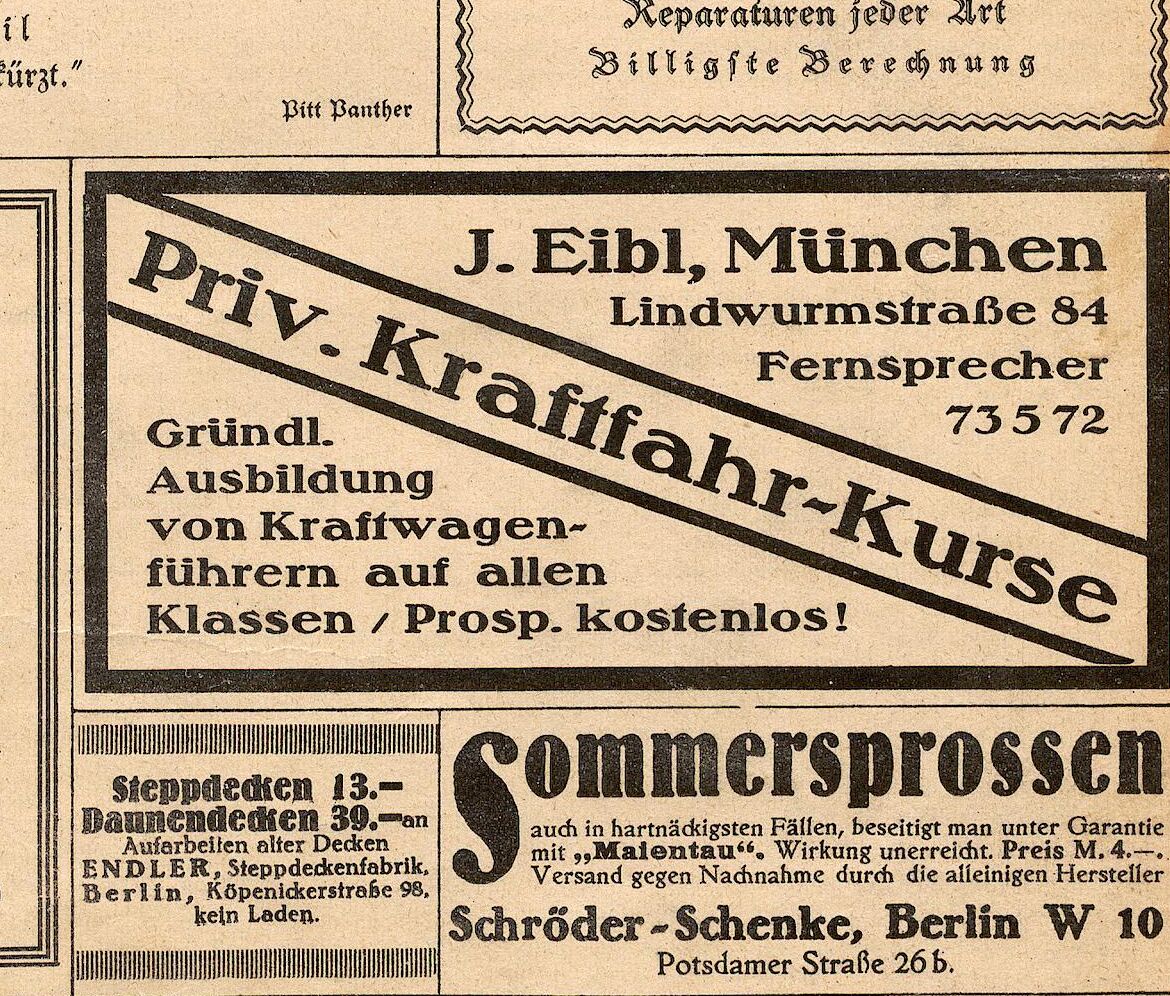 il
kürzt."
Pitt Panther
Reparaturen jeder Art
Billigste Berechnung
Priv. Kraftfahr-Kurse
J. Eibl, München
Lindwurmstraße 84
Fernsprecher
73572
Gründl.
Ausbildung
von Kraftwagen-
führern auf allen
Klassen / Prosp. kostenlos!
Steppdecken 13.—
Daunendecken 39.— an
Aufarbeiten alter Decken
ENDLER, Steppdeckenfabrik,
Berlin, Köpenickerstraße 98,
kein Laden.
Sommersprossen
auch in hartnäckigsten Fällen, beseitigt man unter Garantie
mit „Maientau“. Wirkung unerreicht. Preis M. 4.—.
Versand gegen Nachnahme durch die alleinigen Hersteller
Schröder-Schenke, Berlin W 10
Potsdamer Straße 26 b.